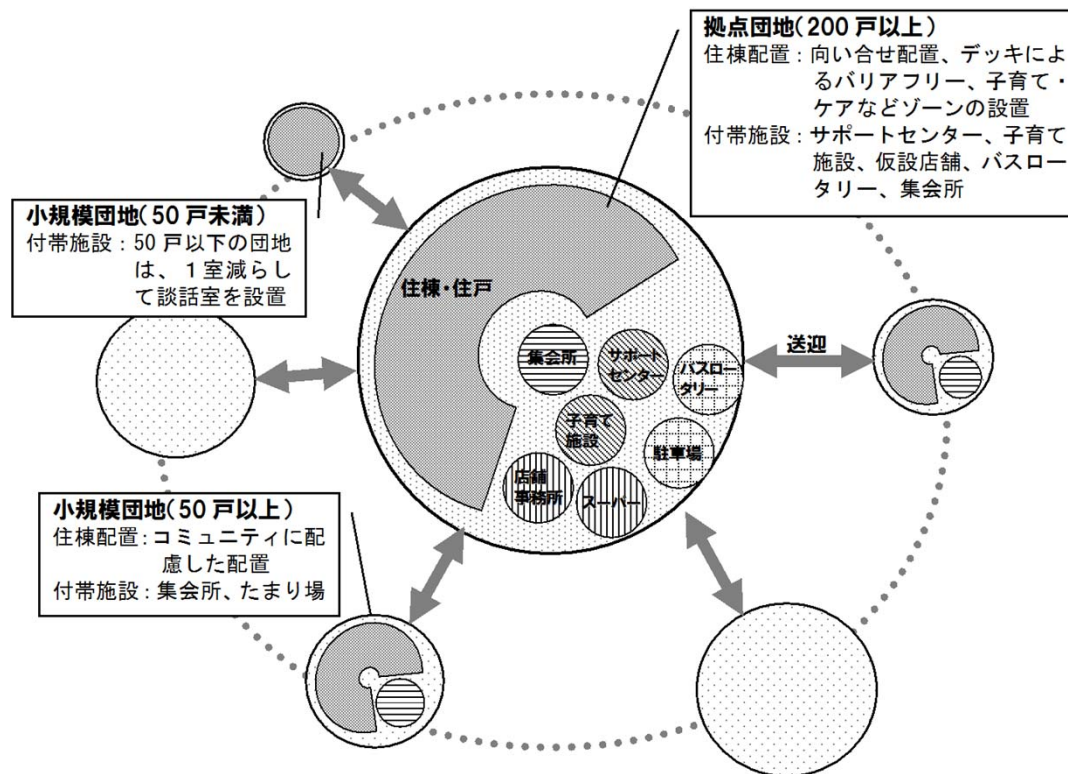 拠点団地(200 戸以上)
住棟配置：向い合せ配置、デッキによ
るバリアフリー、子育て・
ケアなどゾーンの設置
付帯施設：サポートセンター、子育て
施設、仮設店舗、バスロー
タリー、集会所
小規模団地(50 戸未満)
付帯施設：50 戸以下の団地
は、１室減らし
て談話室を設置
住棟・住戸
集会所
サポート
センター
バスロー
タリー
送迎
子育て
施設
駐車場
店舗
事務所
スーパー
小規模団地(50 戸以上)
住棟配置：コミュニティに配
慮した配置
付帯施設：集会所、たまり場